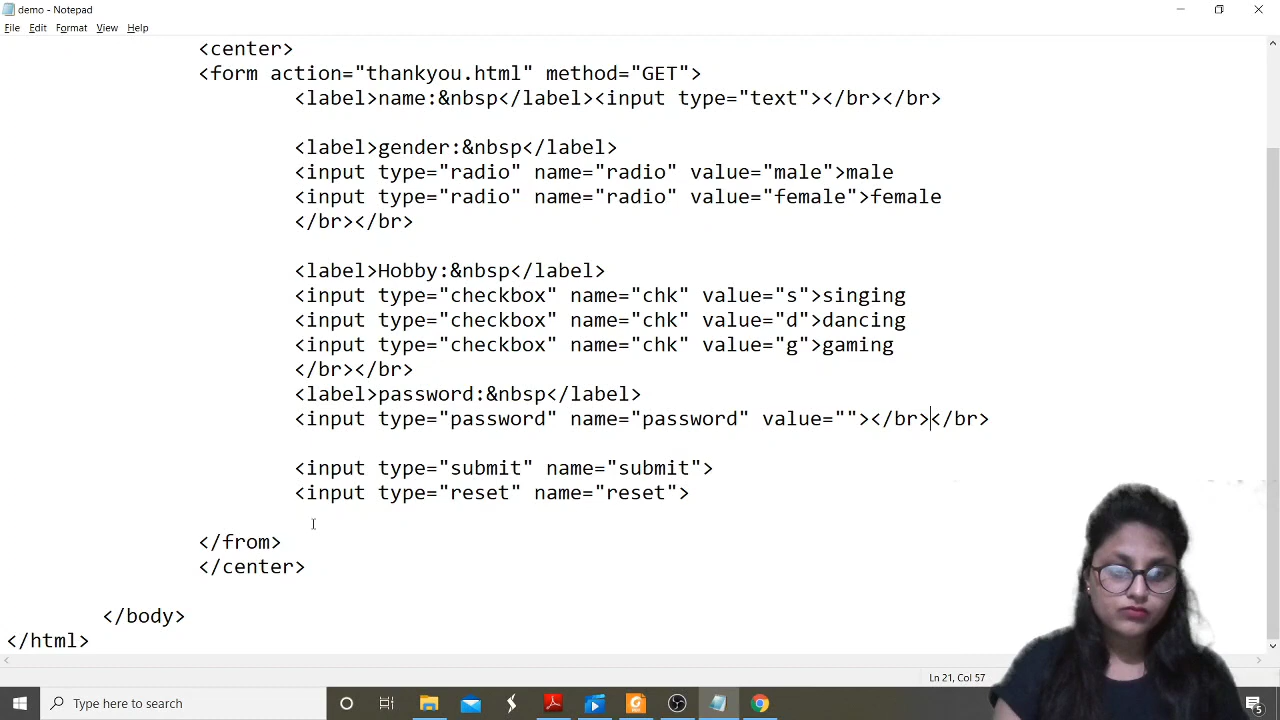 demo - Notepad
File Edit Format View Help
<center>
<form action="thankyou.html" method="GET">
<label>name:&nbsp</label><input type="text"></br></br>
<label>gender:&nbsp</label>
<input type="radio" name="radio" value="male">male
<input type="radio" name="radio" value="female">female
</br></br>
<label>Hobby:&nbsp</label>
<input type="checkbox" name="chk" value="s">singing
<input type="checkbox" name="chk" value="d">dancing
<input type="checkbox" name="chk" value="g">gaming
</br></br>
<label>password:&nbsp</label>
<input type="password" name="password" value=""></br></br>
<input type="submit" name="submit">
<input type="reset" name="reset">
</from>
</center>
</body>
</html>
Ln 21, Col 57
Type here to search
5